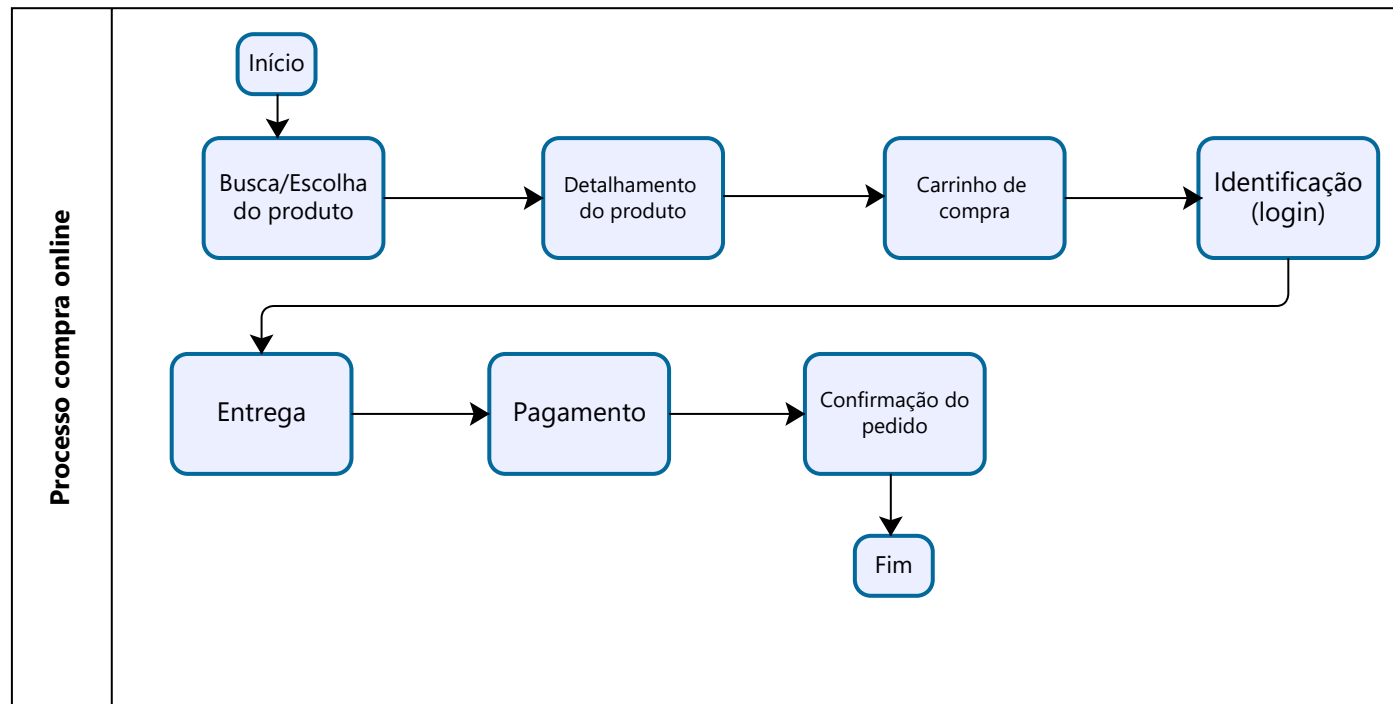 Processo compra online
Início
Busca/Escolha
do produto
Detalhamento
do produto
Carrinho de
compra
Identificação
(login)
Entrega
Pagamento
Confirmação do
pedido
Fim